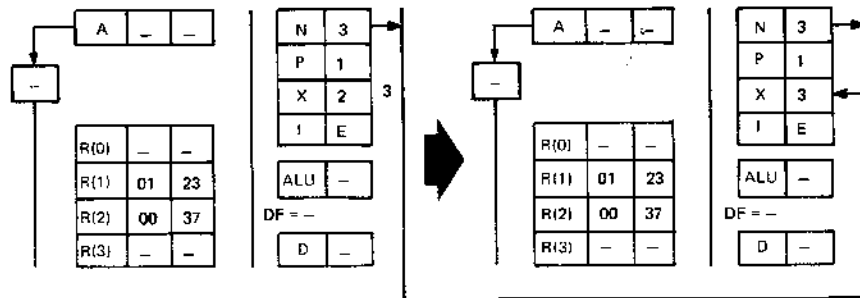 A _ _
N 3
P 1
_
X 2
3
I E
R(0) – –
R(1) 01 23
ALU –
R(2) 00 37
DF = –
R(3) – –
D –
A _ _
N 3
P 1
_
X 3
I E
R(0) – –
R(1) 01 23
ALU –
R(2) 00 37
DF = –
R(3) – –
D –